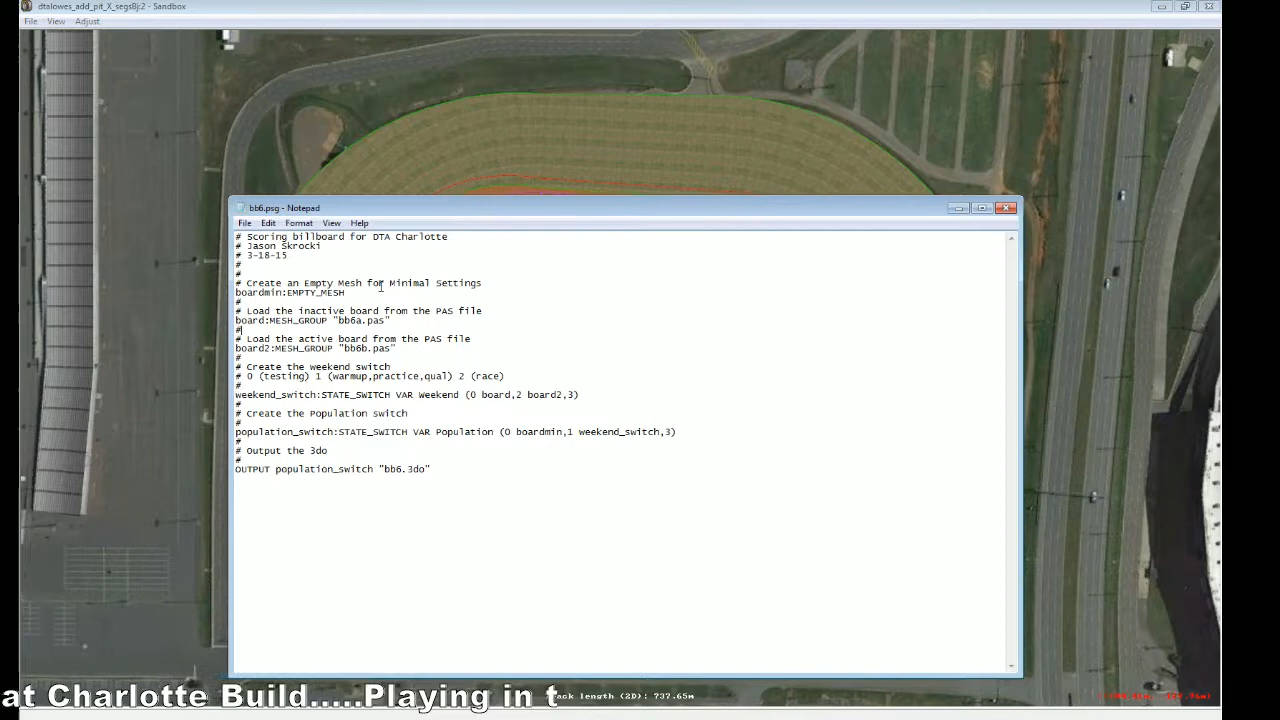 dtalowes_add_pit_X_segsBj:2 - Sandbox
File View Adjust
bb6.psg - Notepad
File Edit Format View Help
# Scoring billboard for DTA Charlotte
# Jason Skrocki
# 3-18-15
#
#
# Create an Empty Mesh for Minimal Settings
boardmin:EMPTY_MESH
#
# Load the inactive board from the PAS file
board:MESH_GROUP "bb6a.pas"
#
# Load the active board from the PAS file
board2:MESH_GROUP "bb6b.pas"
#
# Create the weekend switch
# 0 (testing) 1 (warmup,practice,qual) 2 (race)
#
weekend_switch:STATE_SWITCH VAR Weekend (0 board,2 board2,3)
#
# Create the Population switch
#
population_switch:STATE_SWITCH VAR Population (0 boardmin,1 weekend_switch,3)
#
# Output the 3do
#
OUTPUT population_switch "bb6.3do"
at Charlotte Build.....Playing in t
ack length (2D): 737.65m